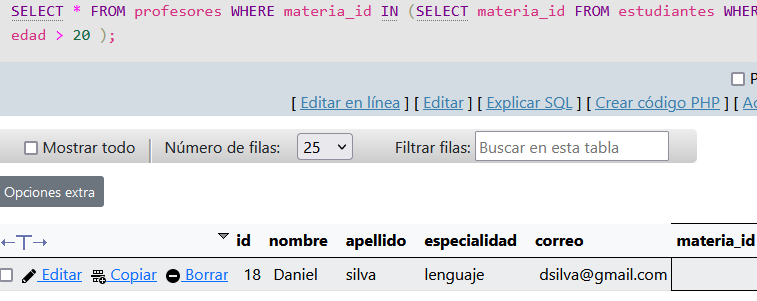 SELECT * FROM profesores WHERE materia_id IN (SELECT materia_id FROM estudiantes WHER
edad > 20 );
[ Editar en línea ] [ Editar ] [ Explicar SQL ] [ Crear código PHP ] [
Mostrar todo Número de filas: 25 Filtrar filas: Buscar en esta tabla
Opciones extra
←T→ id nombre apellido especialidad correo materia_id
Editar Copiar Borrar 18 Daniel silva lenguaje dsilva@gmail.com